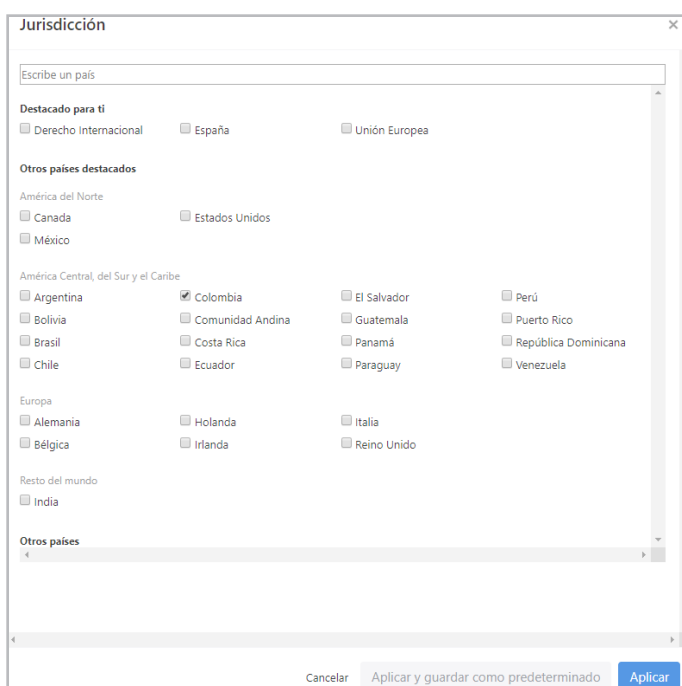 Jurisdicción ×
Escribe un país
Destacado para ti
Derecho Internacional España Unión Europea
Otros países destacados
América del Norte
Canada Estados Unidos
México
América Central, del Sur y el Caribe
Argentina Colombia El Salvador Perú
Bolivia Comunidad Andina Guatemala Puerto Rico
Brasil Costa Rica Panamá República Dominicana
Chile Ecuador Paraguay Venezuela
Europa
Alemania Holanda Italia
Bélgica Irlanda Reino Unido
Resto del mundo
India
Otros países
Cancelar Aplicar y guardar como predeterminado Aplicar